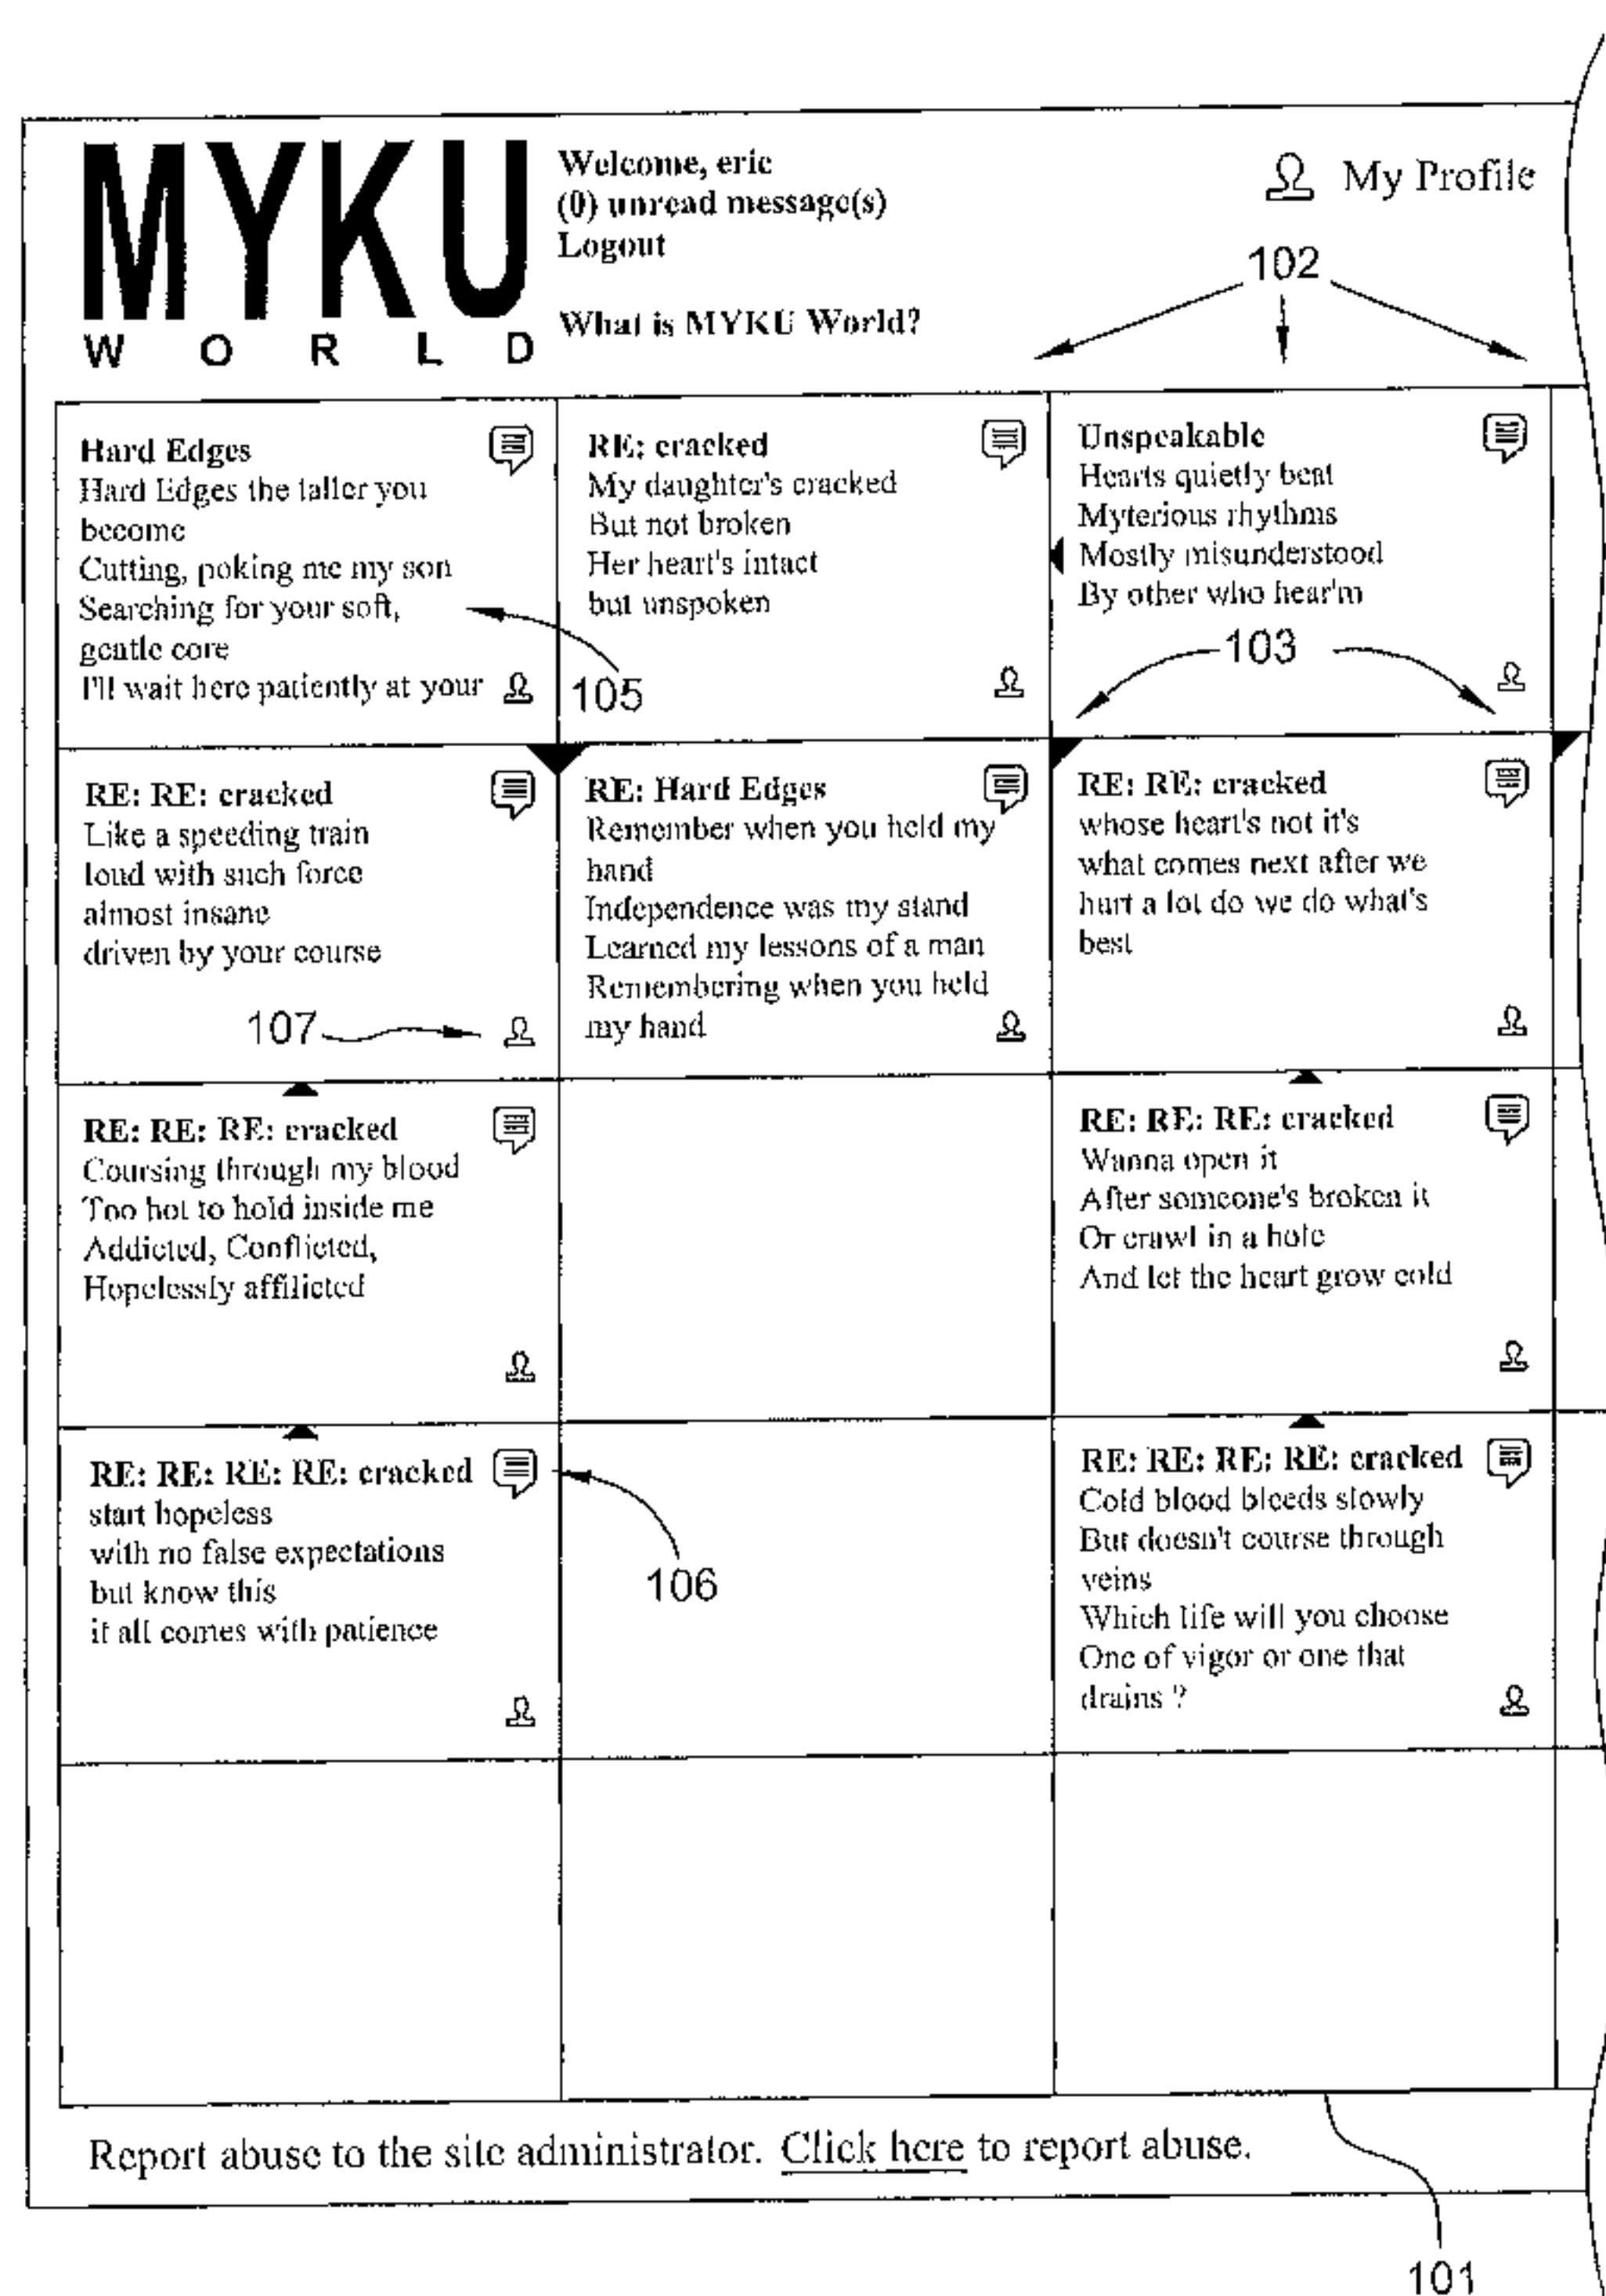 MYKU
WORLD
Welcome, eric
(0) unread message(s)
Logout
What is MYKU World?
My Profile
102
Hard Edges
Hard Edges the taller you
become
Cutting, poking me my son
Searching for your soft,
gentle core
I'll wait here patiently at your
105
RE: cracked
My daughter's cracked
But not broken
Her heart's intact
but unspoken
Unspeakable
Hearts quietly beat
Myterious rhythms
Mostly misunderstood
By other who hear'm
103
RE: RE: cracked
Like a speeding train
loud with such force
almost insane
driven by your course
107
RE: Hard Edges
Remember when you held my
hand
Independence was my stand
Learned my lessons of a man
Remembering when you held
my hand
RE: RE: cracked
whose heart's not it's
what comes next after we
hurt a lot do we do what's
best
RE: RE: RE: cracked
Coursing through my blood
Too hot to hold inside me
Addicted, Conflicted,
Hopelessly affilicted
RE: RE: RE: cracked
Wanna open it
After someone's broken it
Or crawl in a hole
And let the heart grow cold
RE: RE: RE: RE: cracked
start hopeless
with no false expectations
but know this
it all comes with patience
106
RE: RE: RE: RE: cracked
Cold blood bleeds slowly
But doesn't course through
veins
Which life will you choose
One of vigor or one that
drains ?
Report abuse to the site administrator. Click here to report abuse.
101